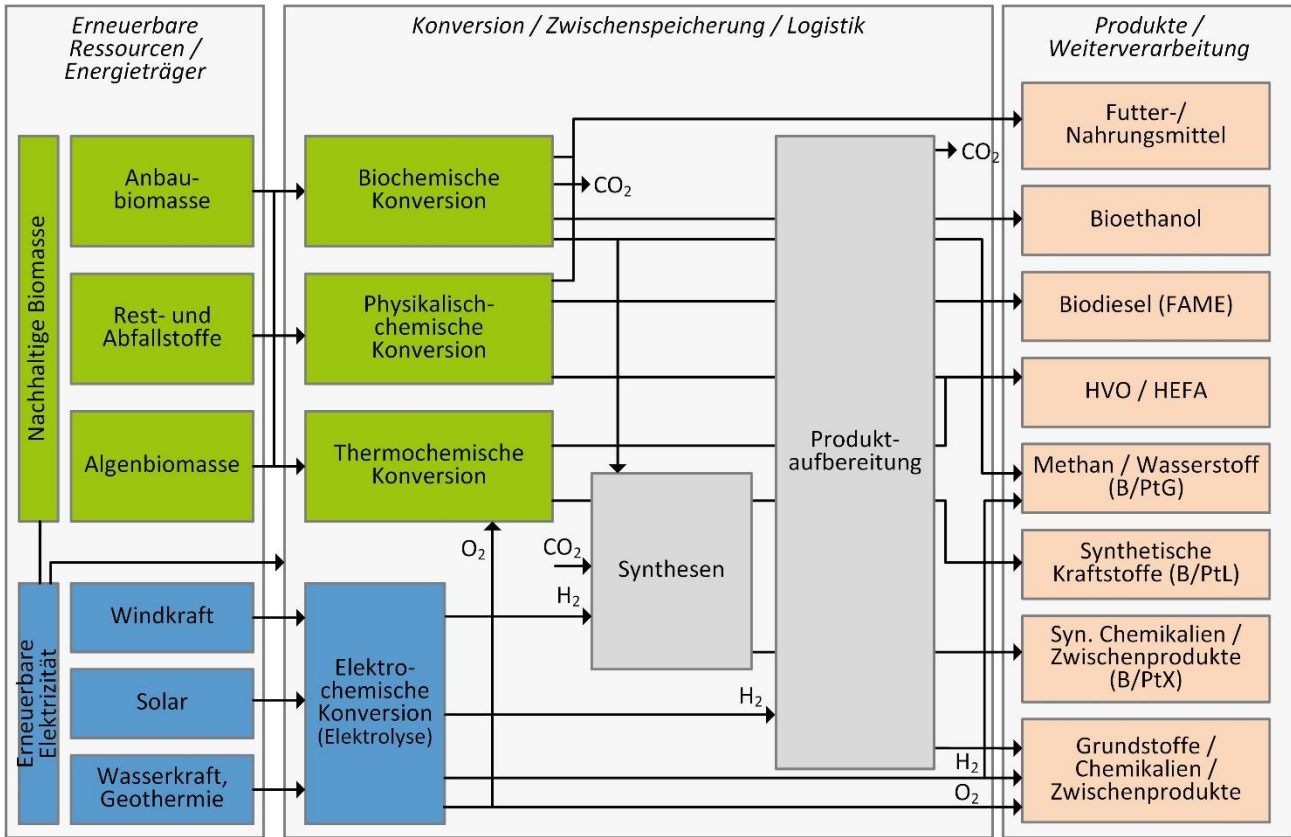 Erneuerbare
Ressourcen /
Energieträger
Konversion / Zwischenspeicherung / Logistik
Produkte /
Weiterverarbeitung
Nachhaltige Biomasse
Anbau-
biomasse
Rest- und
Abfallstoffe
Algenbiomasse
Erneuerbare
Elektrizität
Windkraft
Solar
Wasserkraft,
Geothermie
Biochemische
Konversion
CO₂
Physikalisch-
chemische
Konversion
Thermochemische
Konversion
O₂
CO₂
H₂
Elektro-
chemische
Konversion
(Elektrolyse)
Synthesen
H₂
Produkt-
aufbereitung
CO₂
H₂
O₂
Futter-/
Nahrungsmittel
Bioethanol
Biodiesel (FAME)
HVO / HEFA
Methan / Wasserstoff
(B/PtG)
Synthetische
Kraftstoffe (B/PtL)
Syn. Chemikalien /
Zwischenprodukte
(B/PtX)
Grundstoffe /
Chemikalien /
Zwischenprodukte